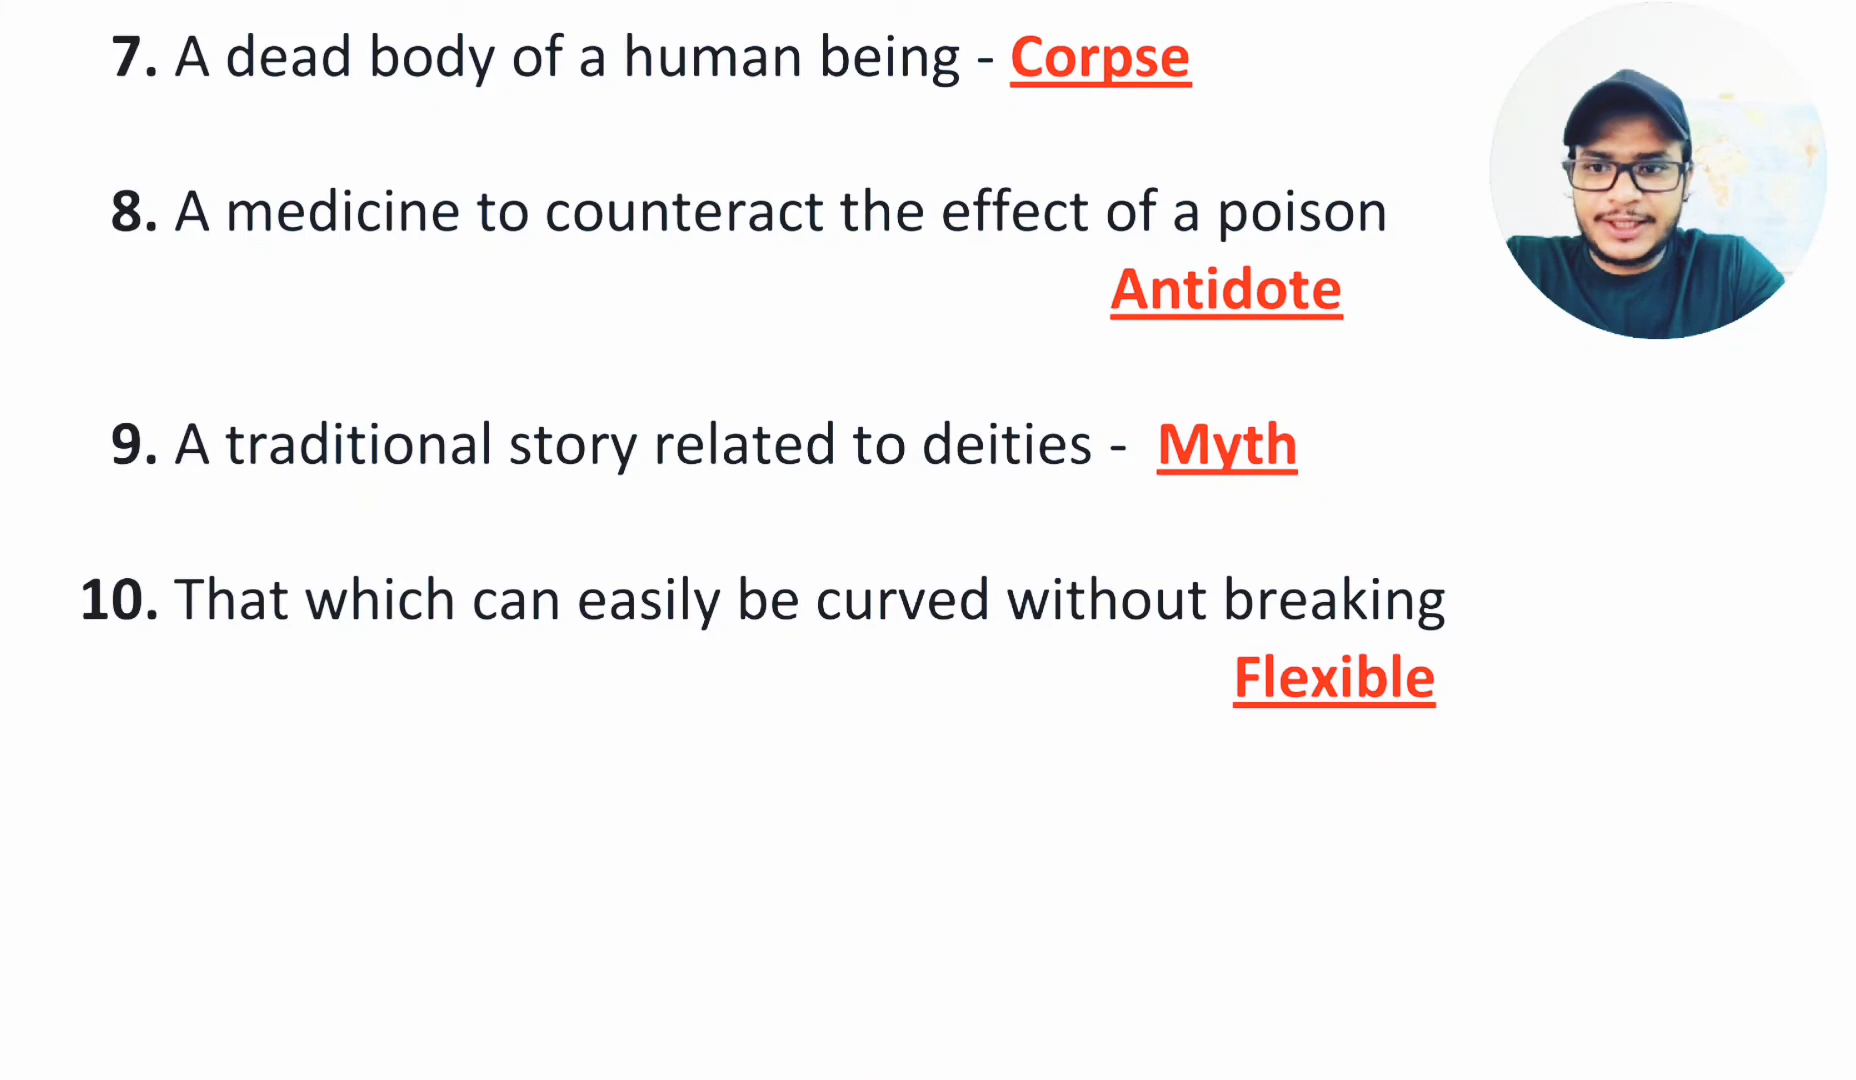 7. A dead body of a human being - Corpse
8. A medicine to counteract the effect of a poison
Antidote
9. A traditional story related to deities - Myth
10. That which can easily be curved without breaking
Flexible